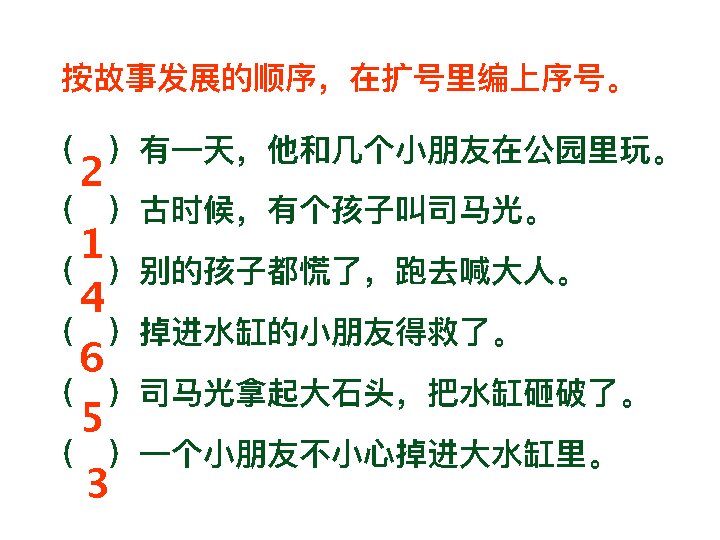 按故事发展的顺序，在扩号里编上序号。
（ 2 ）有一天，他和几个小朋友在公园里玩。
（ 1 ）古时候，有个孩子叫司马光。
（ 4 ）别的孩子都慌了，跑去喊大人。
（ 6 ）掉进水缸的小朋友得救了。
（ 5 ）司马光拿起大石头，把水缸砸破了。
（ 3 ）一个小朋友不小心掉进大水缸里。